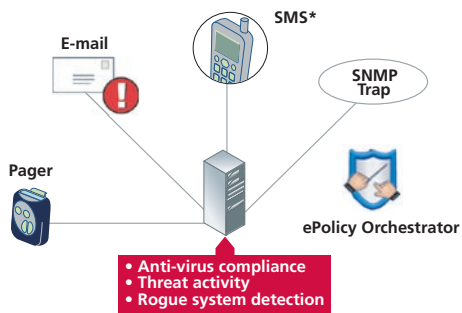 SMS*
E-mail
SNMP
Trap
Pager
ePolicy Orchestrator
• Anti-virus compliance
• Threat activity
• Rogue system detection